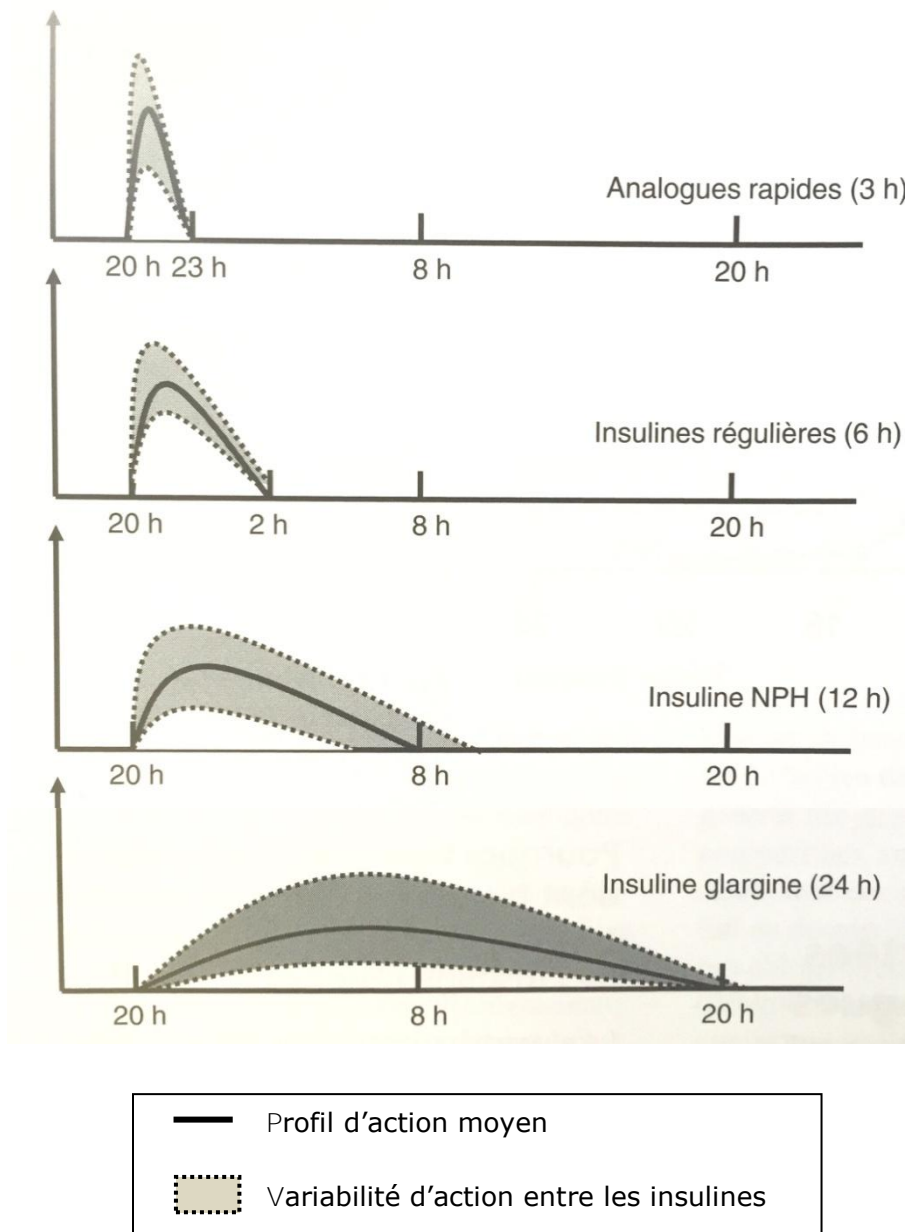 Analogues rapides (3 h)
20 h 23 h 8 h 20 h
Insulines régulières (6 h)
20 h 2 h 8 h 20 h
Insuline NPH (12 h)
20 h 8 h 20 h
Insuline glargine (24 h)
20 h 8 h 20 h
Profil d’action moyen
Variabilité d’action entre les insulines